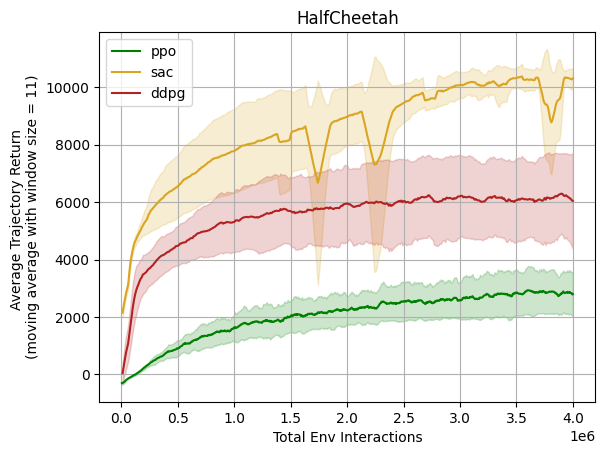 HalfCheetah
ppo
sac
ddpg
Average Trajectory Return
(moving average with window size = 11)
10000
8000
6000
4000
2000
0
0.0 0.5 1.0 1.5 2.0 2.5 3.0 3.5 4.0
1e6
Total Env Interactions